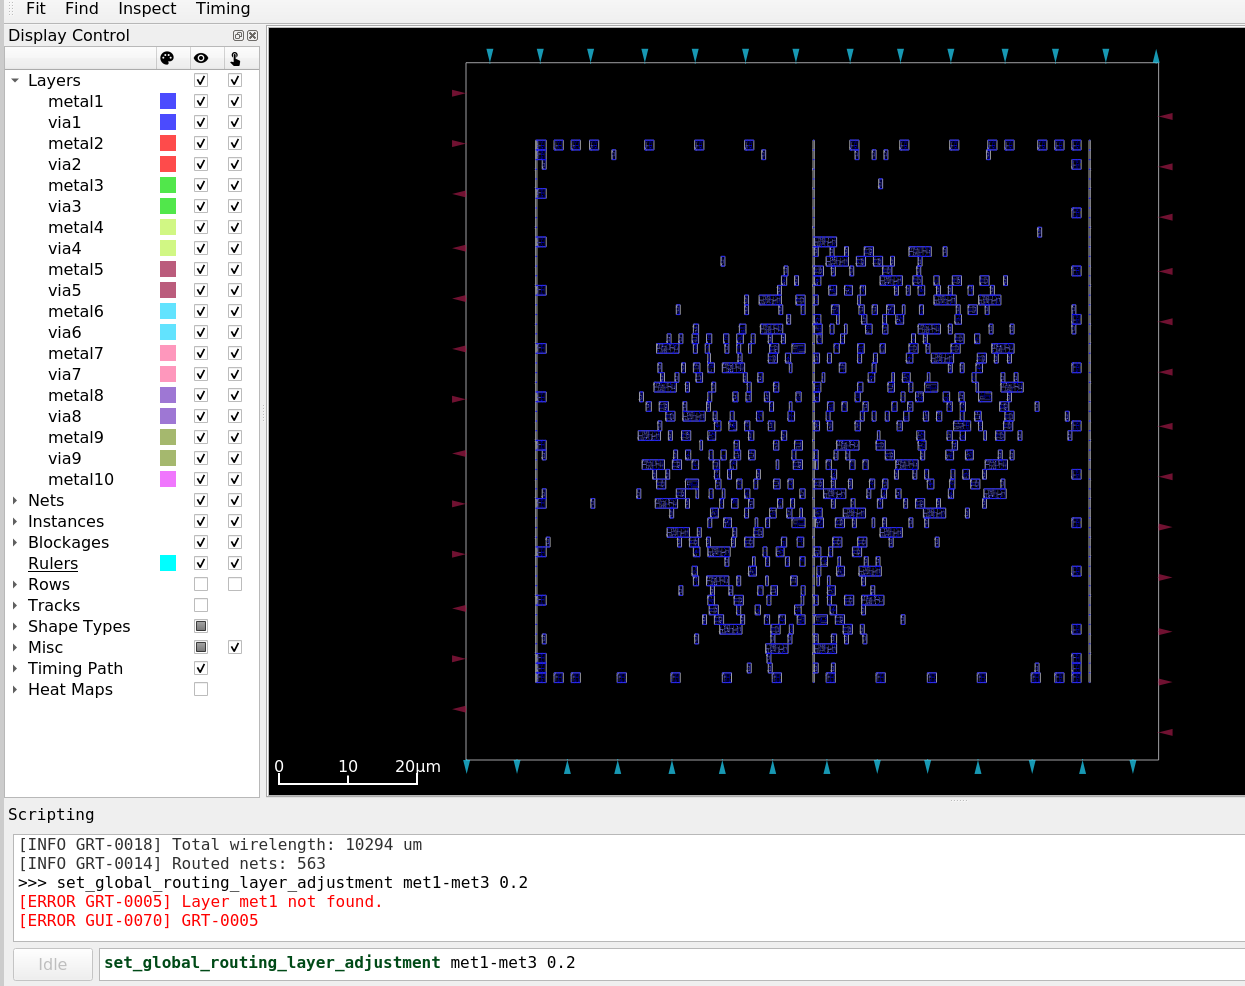 Fit Find Inspect Timing
Display Control
Layers
metal1
via1
metal2
via2
metal3
via3
metal4
via4
metal5
via5
metal6
via6
metal7
via7
metal8
via8
metal9
via9
metal10
Nets
Instances
Blockages
Rulers
Rows
Tracks
Shape Types
Misc
Timing Path
Heat Maps
0 10 20μm
Scripting
[INFO GRT-0018] Total wirelength: 10294 um
[INFO GRT-0014] Routed nets: 563
>>> set_global_routing_layer_adjustment met1-met3 0.2
[ERROR GRT-0005] Layer met1 not found.
[ERROR GUI-0070] GRT-0005
Idle set_global_routing_layer_adjustment met1-met3 0.2